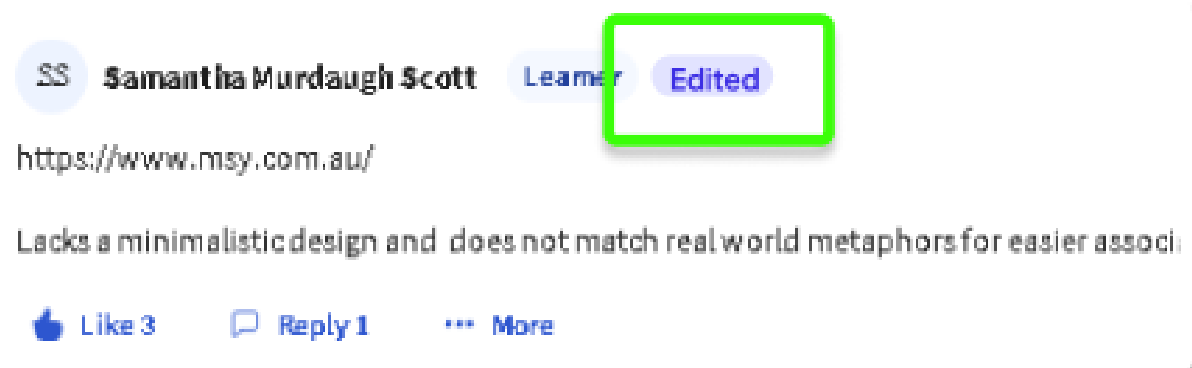 SS Samantha Murdaugh Scott Learner Edited
https://www.msy.com.au/
Lacks a minimalistic design and does not match real world metaphors for easier associ
Like 3 Reply 1 ••• More